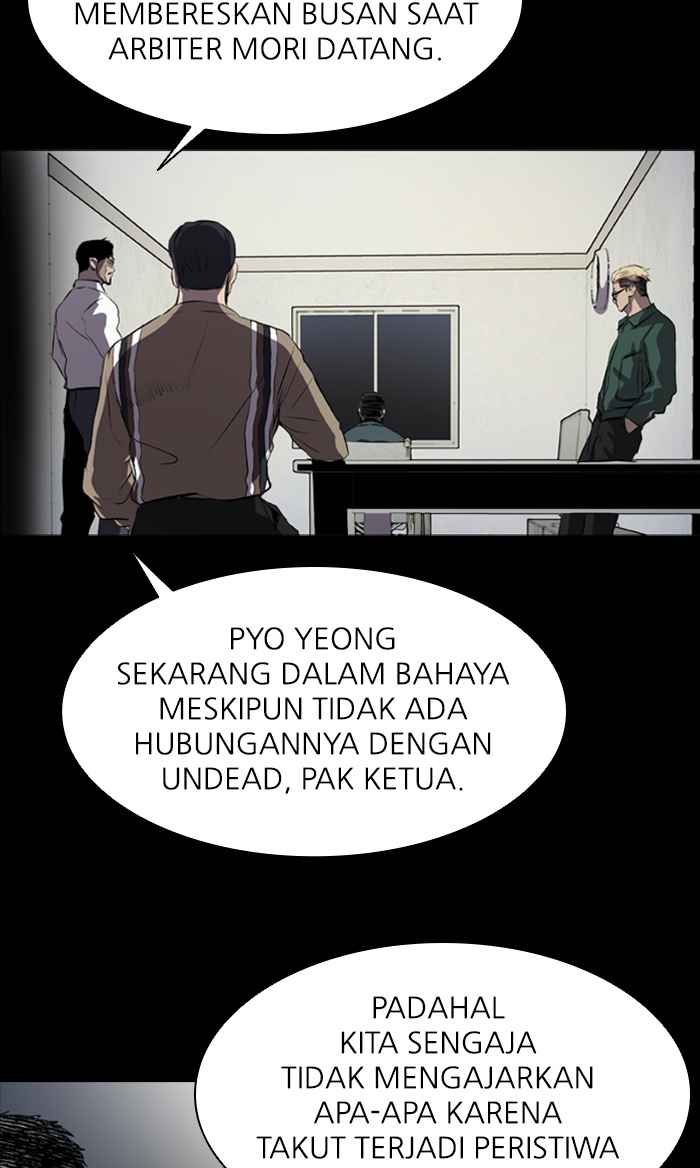 MEMBERESKAN BUSAN SAAT
ARBITER MORI DATANG.
PYO YEONG
SEKARANG DALAM BAHAYA
MESKIPUN TIDAK ADA
HUBUNGANNYA DENGAN
UNDEAD, PAK KETUA.
PADAHAL
KITA SENGAJA
TIDAK MENGAJARKAN
APA-APA KARENA
TAKUT TERJADI PERISTIWA